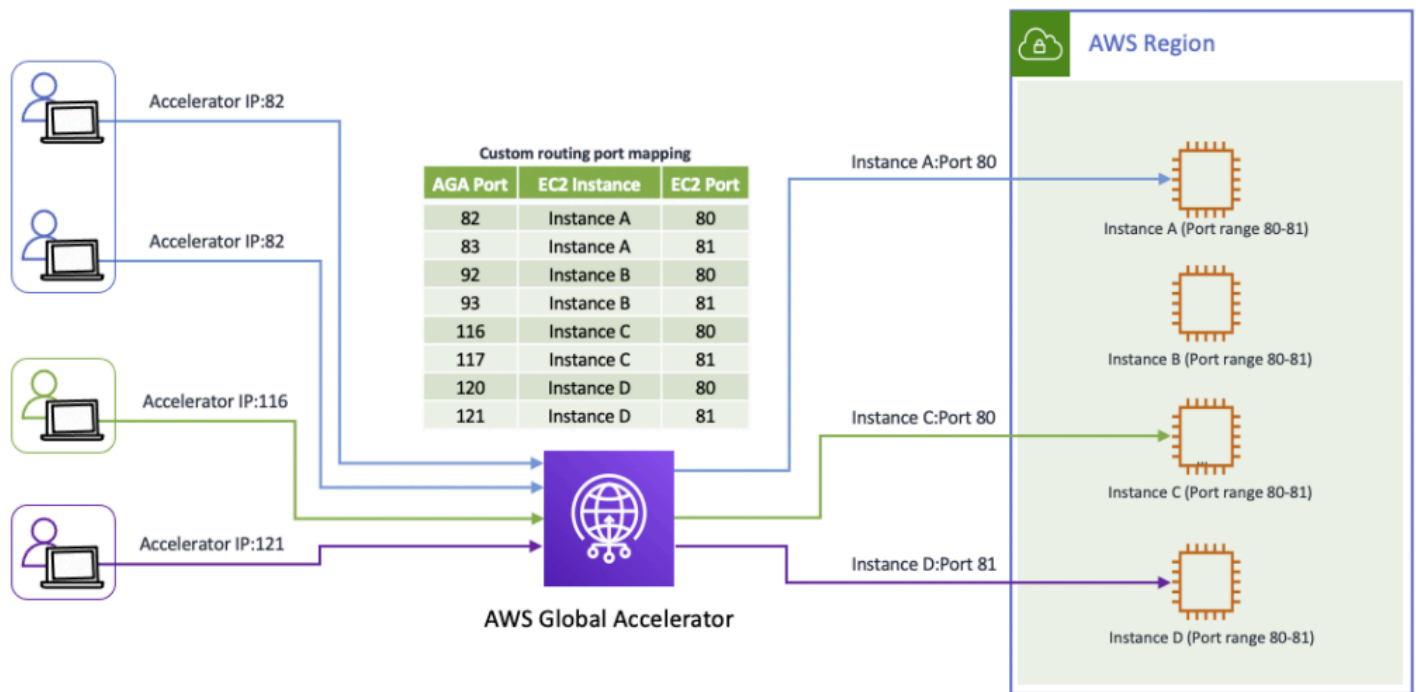 AWS Region
Accelerator IP:82
Custom routing port mapping
AGA Port EC2 Instance EC2 Port
82 Instance A 80
83 Instance A 81
92 Instance B 80
93 Instance B 81
116 Instance C 80
117 Instance C 81
120 Instance D 80
121 Instance D 81
Instance A:Port 80
Instance A (Port range 80-81)
Accelerator IP:82
Instance B (Port range 80-81)
Accelerator IP:116
Instance C:Port 80
...
Instance C (Port range 80-81)
Accelerator IP:121
Instance D:Port 81
AWS Global Accelerator
Instance D (Port range 80-81)